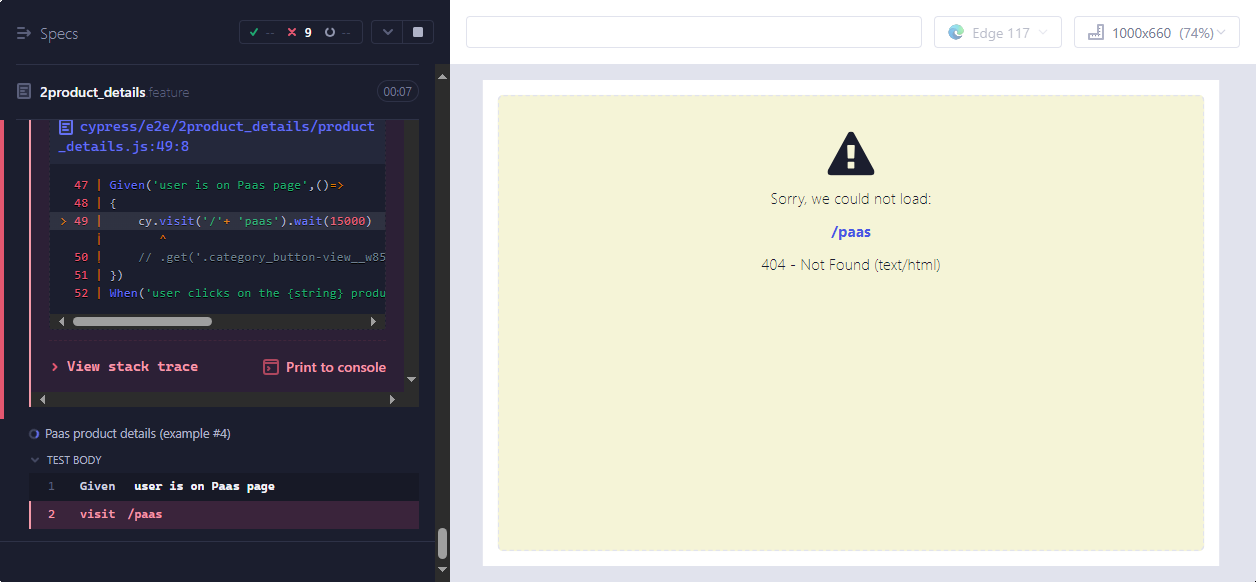 Specs
-- 9 --
2product_details.feature 00:07
cypress/e2e/2product_details/product
_details.js:49:8
47 | Given('user is on Paas page',()=>
48 | {
> 49 |     cy.visit('/'+ 'paas').wait(15000)
|        ^
50 |     // .get('.category_button-view__w85
51 | })
52 | When('user clicks on the {string} produ
> View stack trace
Print to console
Paas product details (example #4)
TEST BODY
1 Given user is on Paas page
2 visit /paas
Edge 117
1000x660 (74%)
Sorry, we could not load:
/paas
404 - Not Found (text/html)